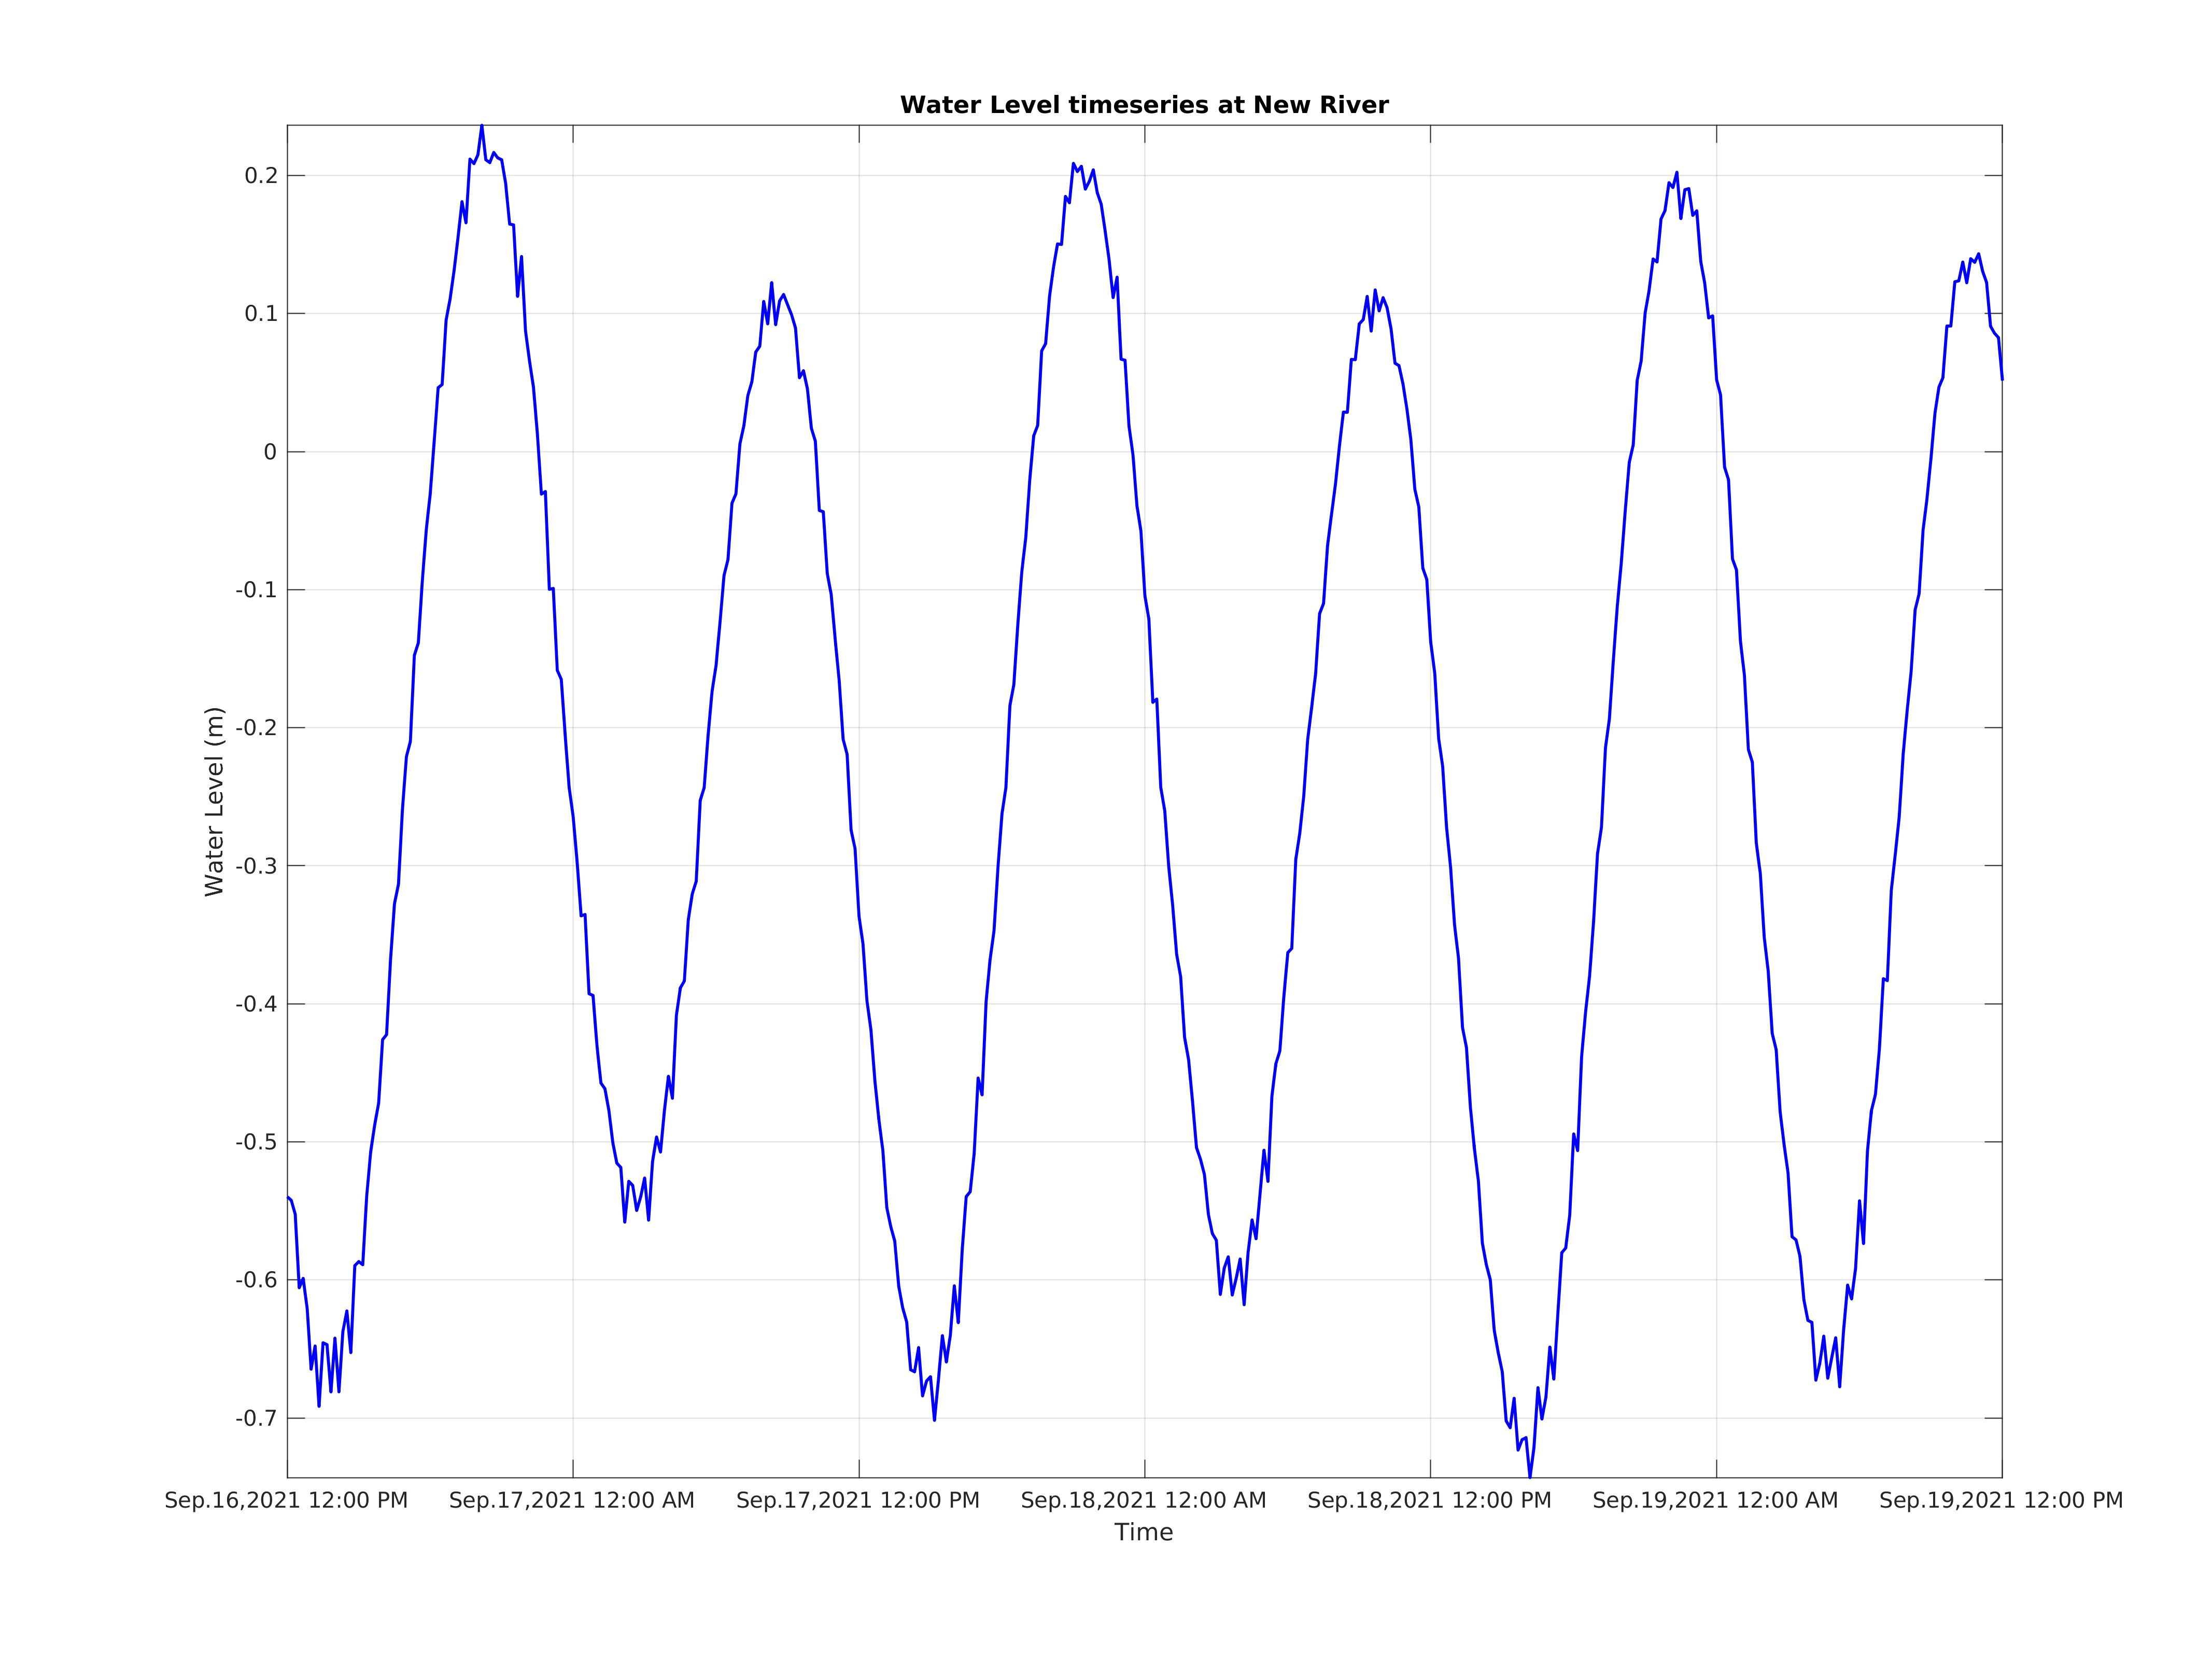 Water Level timeseries at New River
0.2
0.1
0
-0.1
-0.2
-0.3
-0.4
-0.5
-0.6
-0.7
Water Level (m)
Sep.16,2021 12:00 PM Sep.17,2021 12:00 AM Sep.17,2021 12:00 PM Sep.18,2021 12:00 AM Sep.18,2021 12:00 PM Sep.19,2021 12:00 AM Sep.19,2021 12:00 PM
Time